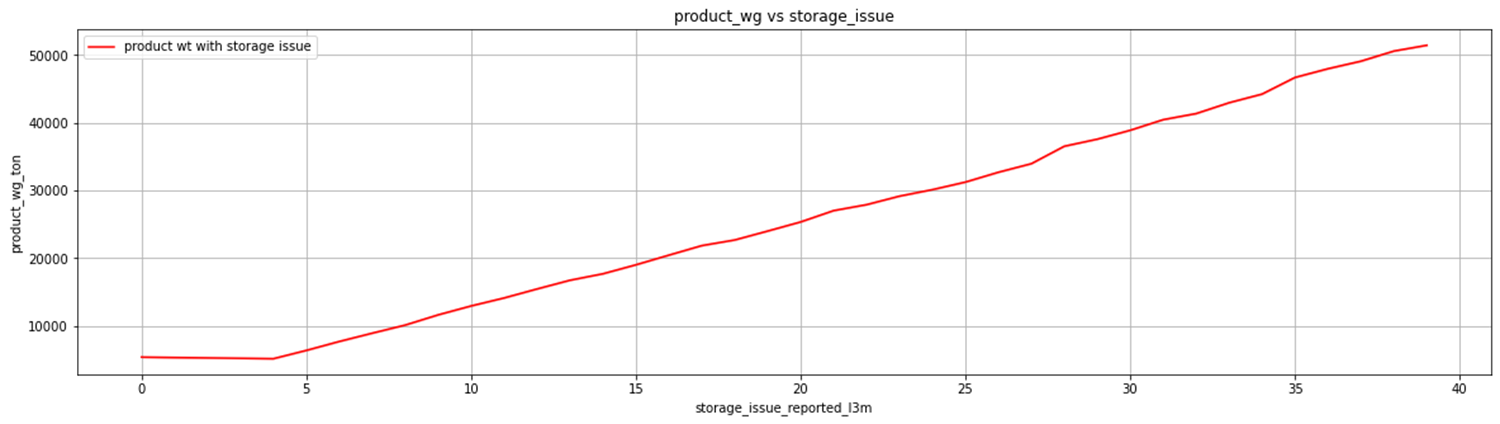 product_wg vs storage_issue
product wt with storage issue
50000
40000
30000
20000
10000
product_wg_ton
0 5 10 15 20 25 30 35 40
storage_issue_reported_l3m